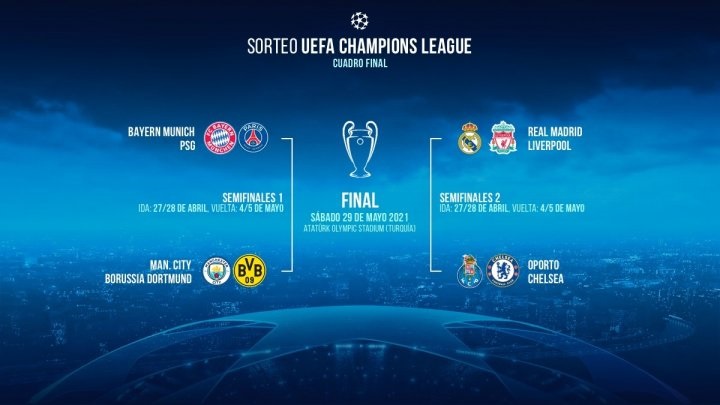 SORTEO UEFA CHAMPIONS LEAGUE
CUADRO FINAL
BAYERN MUNICH
PSG
SEMIFINALES 1
IDA: 27/28 DE ABRIL, VUELTA: 4/5 DE MAYO
MAN. CITY
BORUSSIA DORTMUND
BVB
09
FINAL
SÁBADO 29 DE MAYO 2021
ATATÜRK OLYMPIC STADIUM (TURQUÍA)
REAL MADRID
LIVERPOOL
SEMIFINALES 2
IDA: 27/28 DE ABRIL, VUELTA: 4/5 DE MAYO
OPORTO
CHELSEA